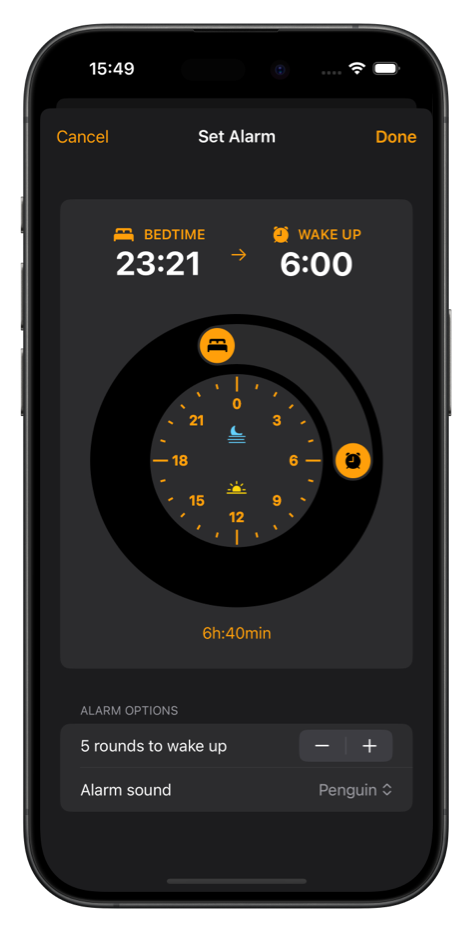 15:49
Cancel Set Alarm Done
BEDTIME WAKE UP
23:21 → 6:00
0
21 3
18 6
15 9
12
6h:40min
ALARM OPTIONS
5 rounds to wake up − +
Alarm sound Penguin